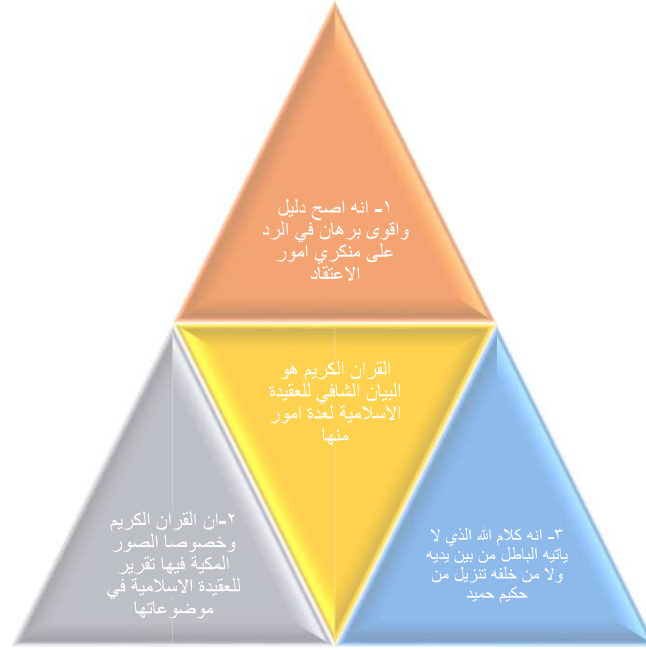 ١- انه اصح دليل
واقوى برهان في الرد
على منكري امور
الاعتقاد
القران الكريم هو
البيان الشافي للعقيدة
الاسلامية لعدة امور
منها
٢-ان القران الكريم
وخصوصا الصور
المكية فيها تقرير
للعقيدة الاسلامية في
موضوعاتها
٣- انه كلام الله الذي لا
ياتيه الباطل من بين يديه
ولا من خلفه تنزيل من
حكيم حميد